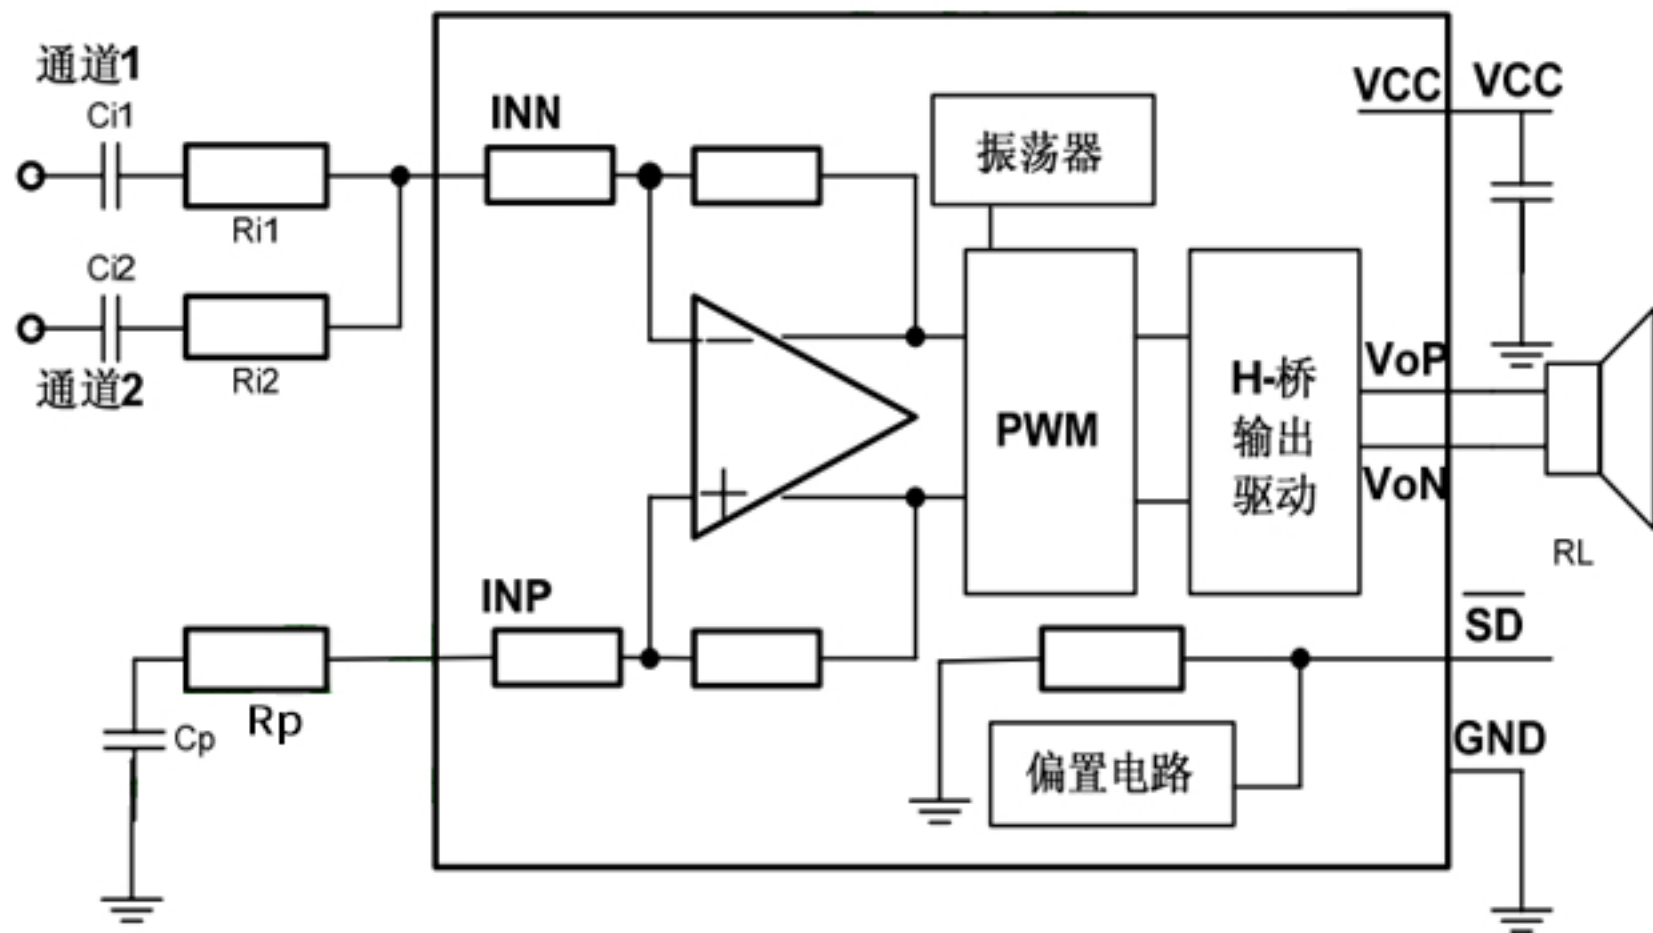 通道1
Ci1
Ri1
Ci2
通道2
Ri2
INN
振荡器
VCC
VCC
PWM
H-桥
输出
驱动
VoP
VoN
RL
INP
Rp
Cp
SD
偏置电路
GND